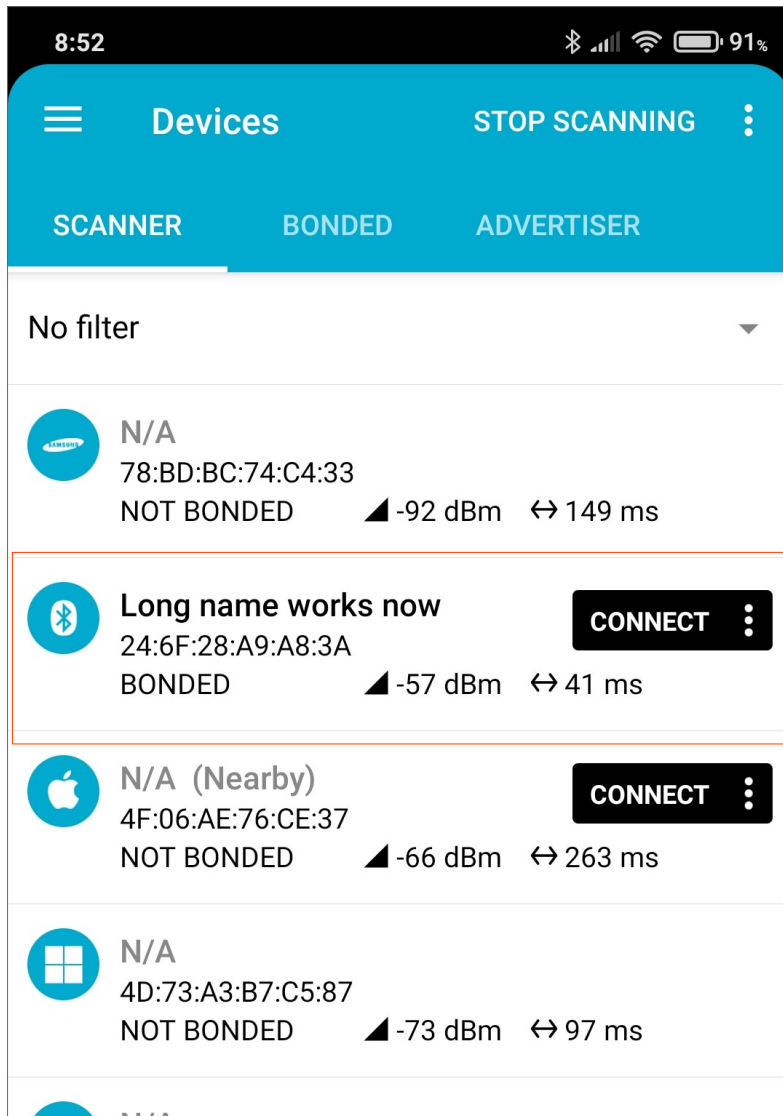 8:52 91%
Devices STOP SCANNING
SCANNER BONDED ADVERTISER
No filter
SAMSUNG
N/A
78:BD:BC:74:C4:33
NOT BONDED -92 dBm ↔ 149 ms
Long name works now
CONNECT
24:6F:28:A9:A8:3A
BONDED -57 dBm ↔ 41 ms
N/A (Nearby)
CONNECT
4F:06:AE:76:CE:37
NOT BONDED -66 dBm ↔ 263 ms
N/A
4D:73:A3:B7:C5:87
NOT BONDED -73 dBm ↔ 97 ms
N/A